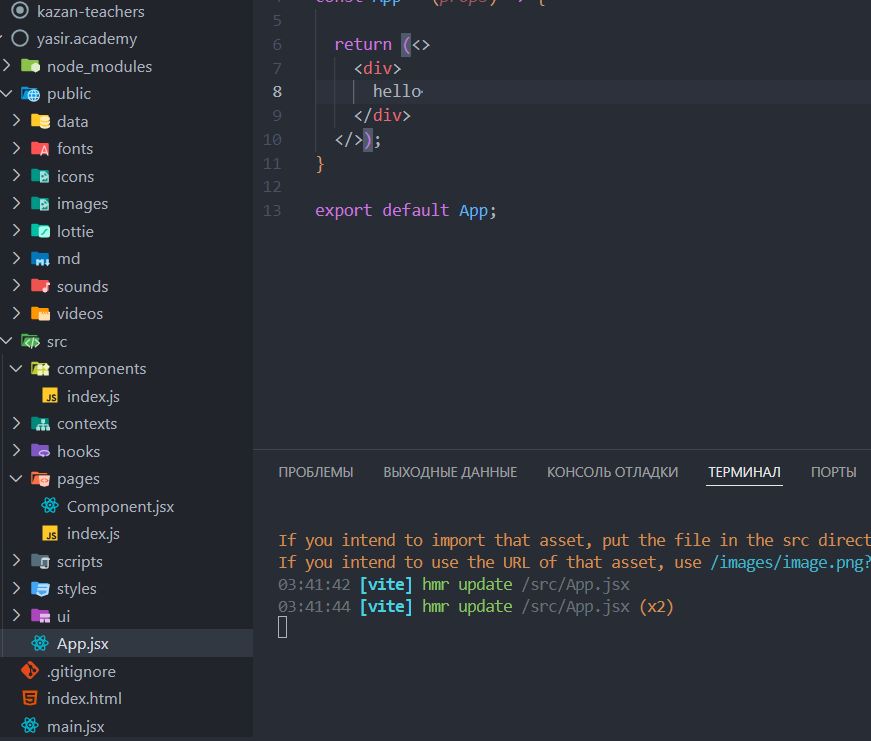 kazan-teachers
yasir.academy
node_modules
public
data
fonts
icons
images
lottie
md
sounds
videos
src
components
index.js
contexts
hooks
pages
Component.jsx
index.js
scripts
styles
ui
App.jsx
.gitignore
index.html
main.jsx
5
6 return (<>
7 <div>
8 hello
9 </div>
10 </>);
11 }
12
13 export default App;
ПРОБЛЕМЫ ВЫХОДНЫЕ ДАННЫЕ КОНСОЛЬ ОТЛАДКИ ТЕРМИНАЛ ПОРТЫ
If you intend to import that asset, put the file in the src direct
If you intend to use the URL of that asset, use /images/image.png?
03:41:42 [vite] hmr update /src/App.jsx
03:41:44 [vite] hmr update /src/App.jsx (x2)